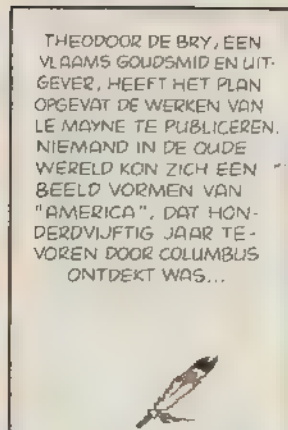 THEODOOR DE BRY, EEN
VLAAMS GOUDSMID EN UIT-
GEVER, HEEFT HET PLAN
OPGEVAT DE WERKEN VAN
LE MAYNE TE PUBLICEREN.
NIEMAND IN DE OUDE
WERELD KON ZICH EEN
BEELD VORMEN VAN
"AMERICA", DAT HON-
DERDVIJFTIG JAAR TE-
VOREN DOOR COLUMBUS
ONTDEKT WAS...